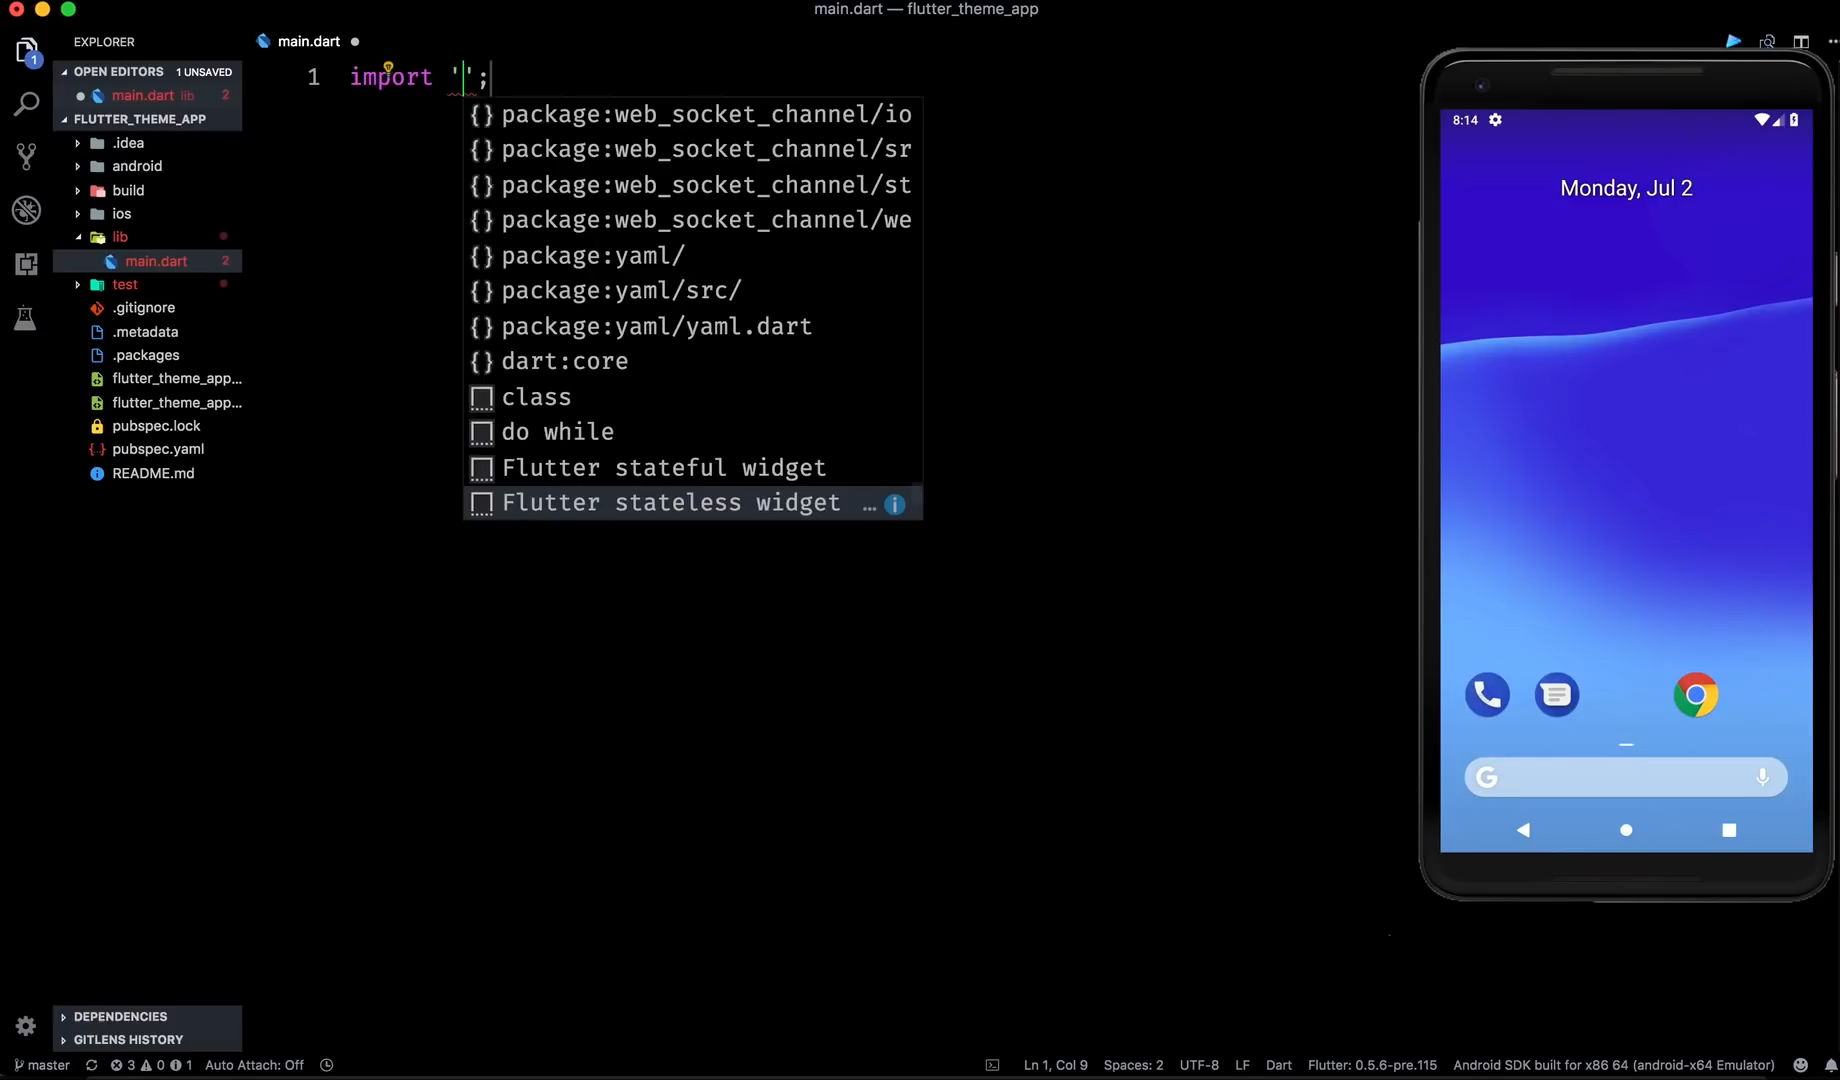 main.dart — flutter_theme_app
EXPLORER
main.dart
OPEN EDITORS 1 UNSAVED
main.dart lib 2
FLUTTER_THEME_APP
.idea
android
build
ios
lib
main.dart 2
test
.gitignore
.metadata
.packages
flutter_theme_app...
flutter_theme_app...
pubspec.lock
pubspec.yaml
README.md
DEPENDENCIES
GITLENS HISTORY
1
1 import '';
package:web_socket_channel/io
package:web_socket_channel/sr
package:web_socket_channel/st
package:web_socket_channel/we
package:yaml/
package:yaml/src/
package:yaml/yaml.dart
dart:core
class
do while
Flutter stateful widget
Flutter stateless widget ...
8:14
Monday, Jul 2
master 3 0 1 Auto Attach: Off Ln 1, Col 9 Spaces: 2 UTF-8 LF Dart Flutter: 0.5.6-pre.115 Android SDK built for x86 64 (android-x64 Emulator)